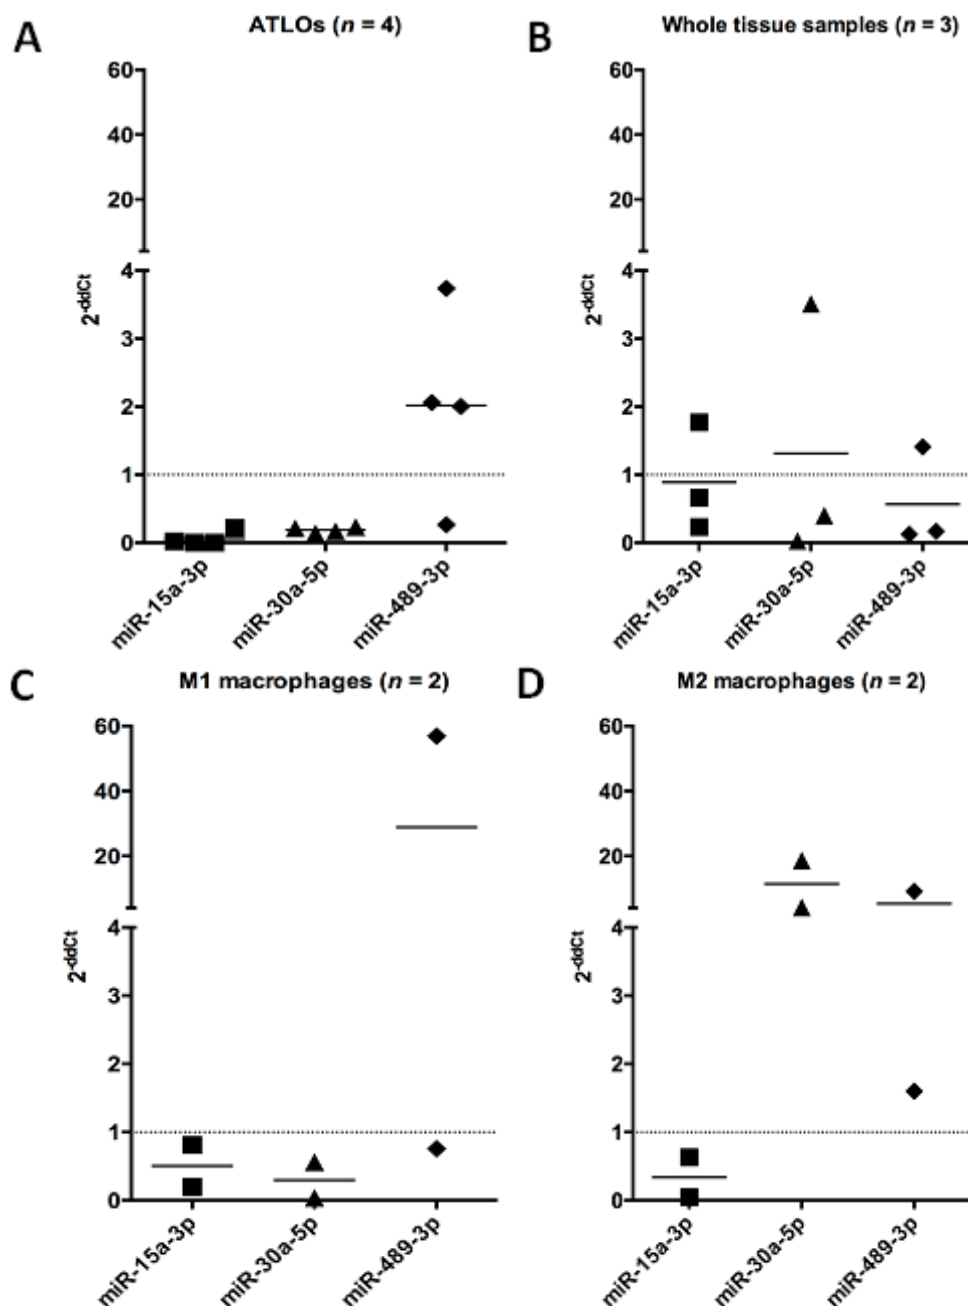 A
ATLOs (n = 4)
60
40
20
4
3
2
1
0
2-ddCt
miR-15a-3p
miR-30a-5p
miR-489-3p
B
Whole tissue samples (n = 3)
60
40
20
4
3
2
1
0
2-ddCt
miR-15a-3p
miR-30a-5p
miR-489-3p
C
M1 macrophages (n = 2)
60
40
20
4
3
2
1
0
2-ddCt
miR-15a-3p
miR-30a-5p
miR-489-3p
D
M2 macrophages (n = 2)
60
40
20
4
3
2
1
0
2-ddCt
miR-15a-3p
miR-30a-5p
miR-489-3p